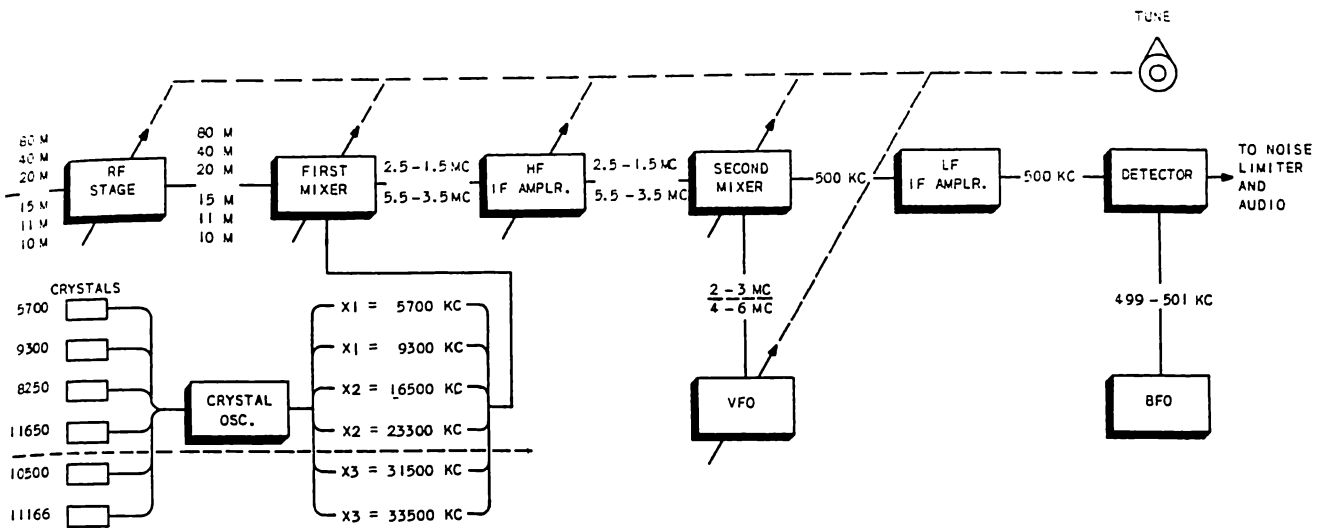 TUNE
80 M
40 M
20 M
15 M
11 M
10 M
RF
STAGE
80 M
40 M
20 M
15 M
11 M
10 M
FIRST
MIXER
2.5-1.5 MC
5.5-3.5 MC
HF
IF AMPLR.
2.5-1.5 MC
5.5-3.5 MC
SECOND
MIXER
500 KC
LF
IF AMPLR.
500 KC
DETECTOR
TO NOISE
LIMITER
AND
AUDIO
CRYSTALS
5700
9300
8250
11650
10500
11166
CRYSTAL
OSC.
X1 = 5700 KC
X1 = 9300 KC
X2 = 16500 KC
X2 = 23300 KC
X3 = 31500 KC
X3 = 33500 KC
2-3 MC
4-6 MC
VFO
499-501 KC
BFO